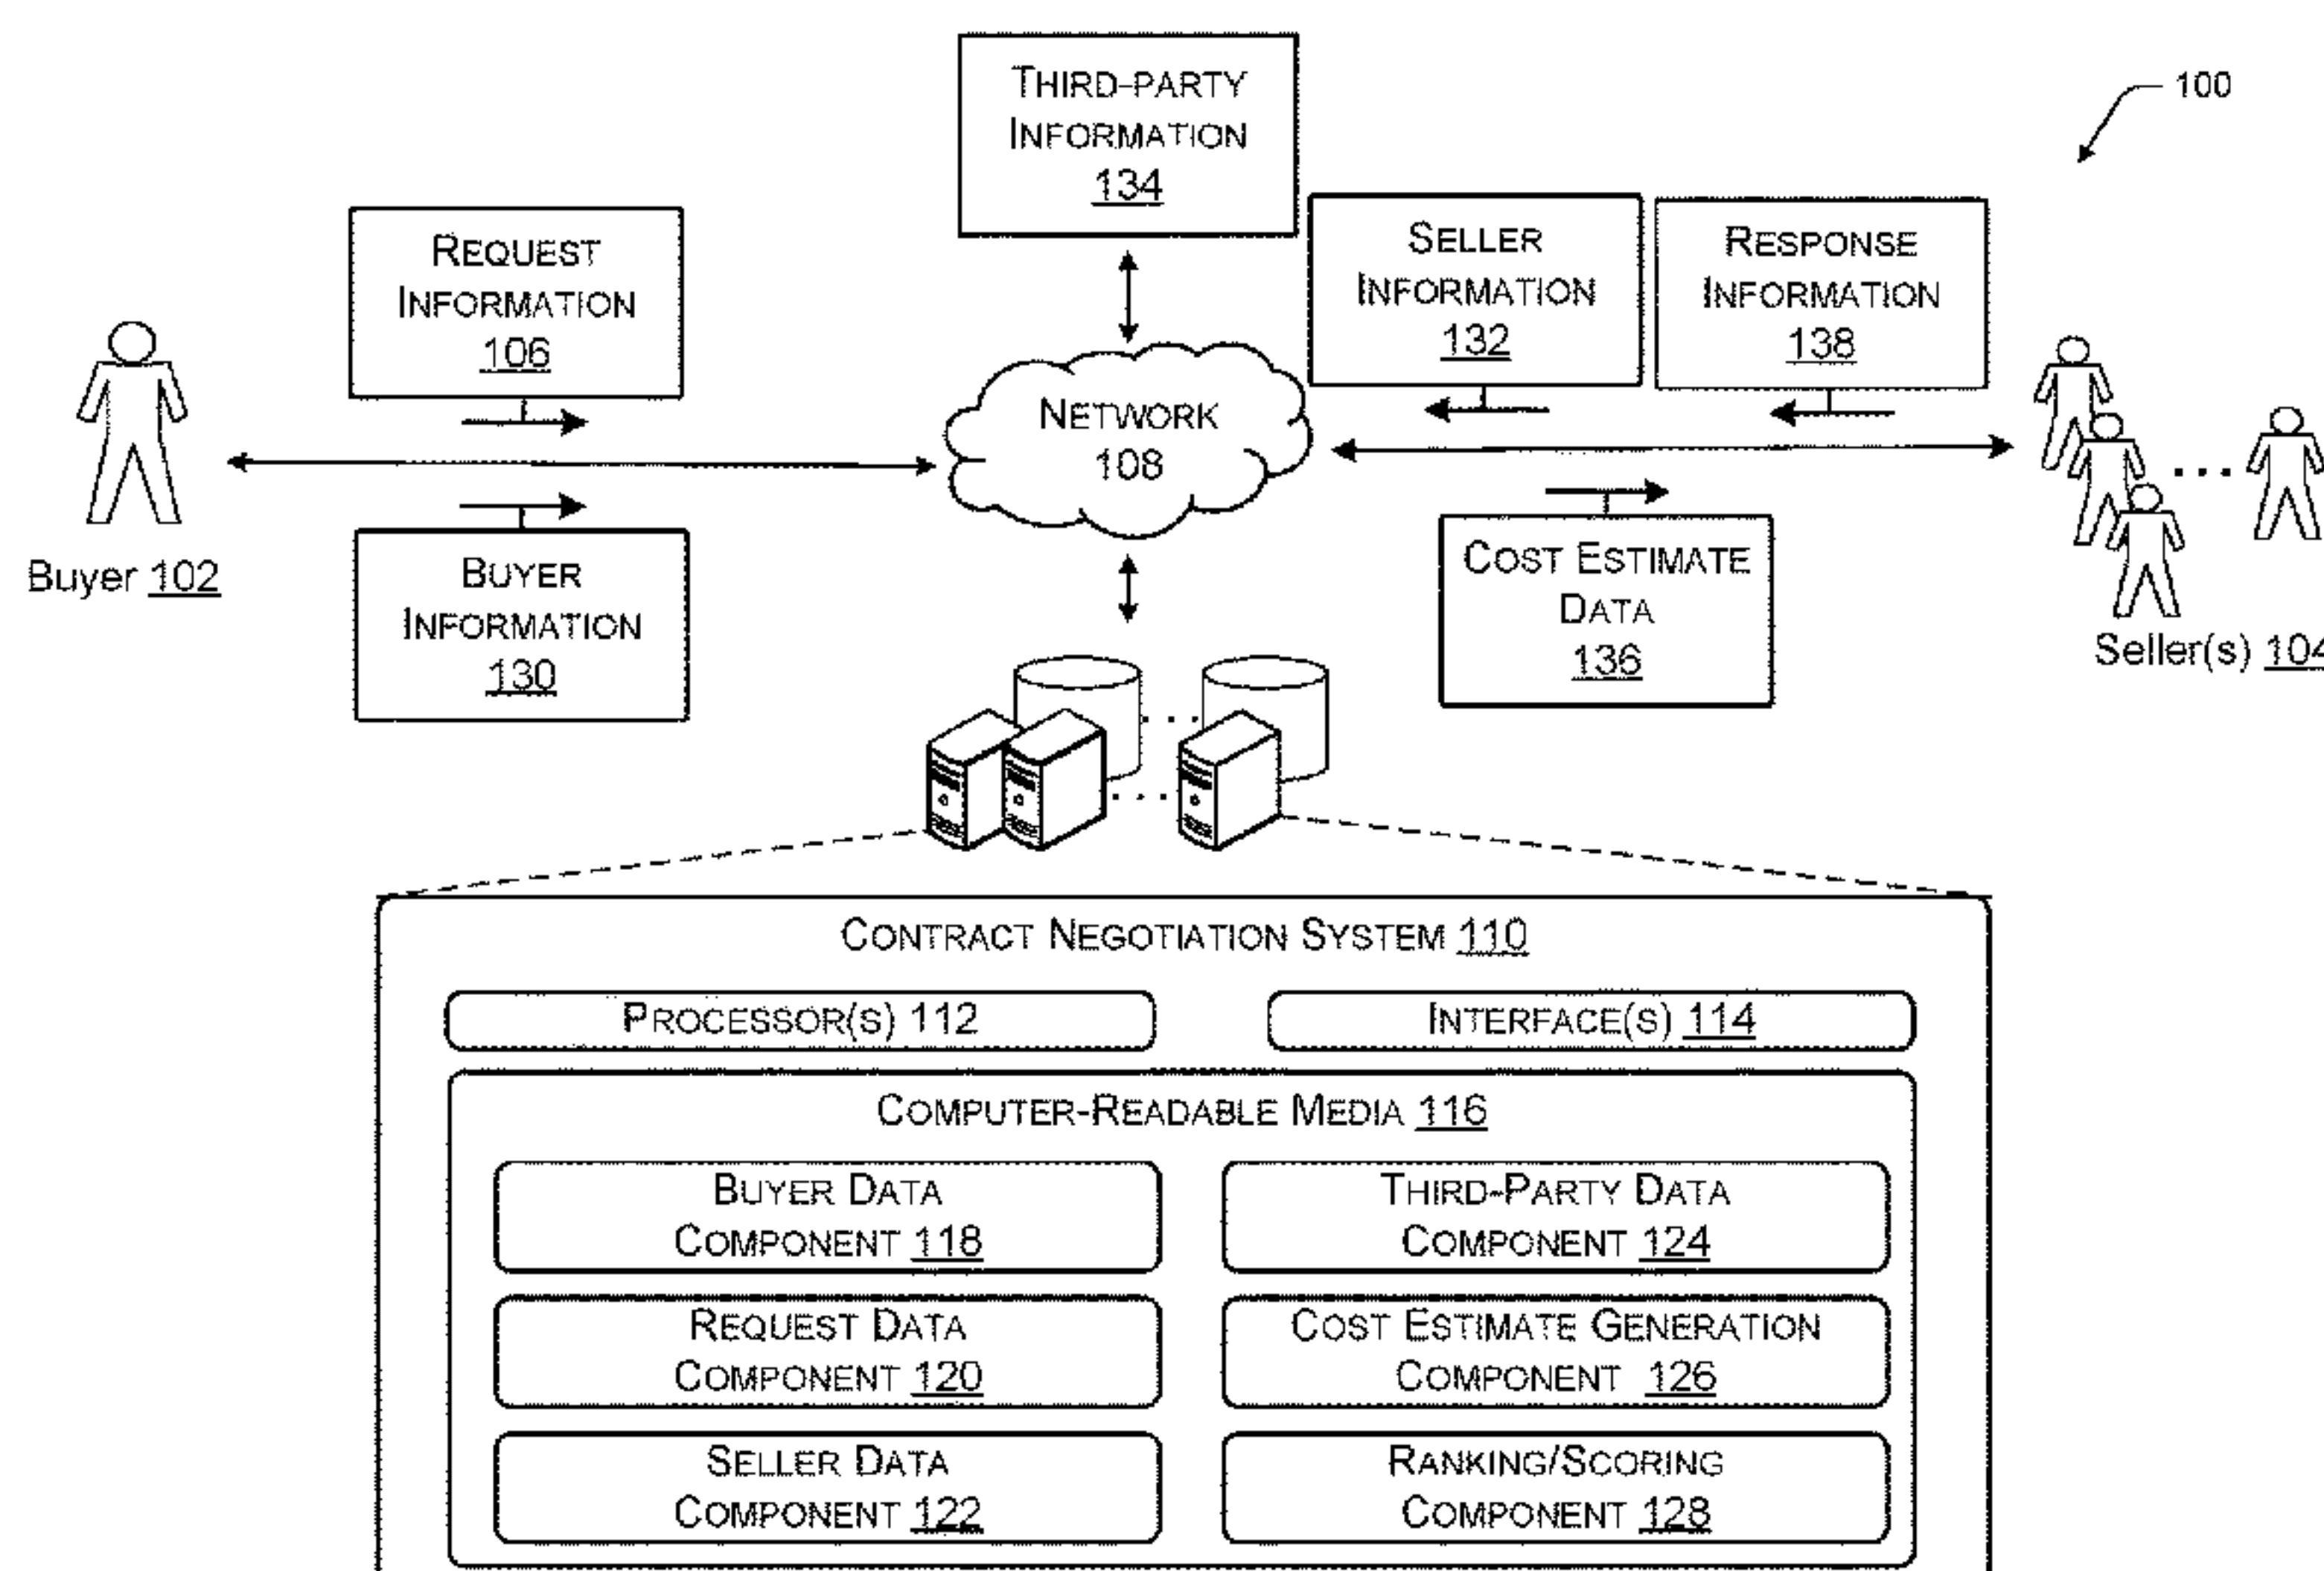 THIRD-PARTY
INFORMATION
134
100
REQUEST
INFORMATION
106
SELLER
INFORMATION
132
RESPONSE
INFORMATION
138
NETWORK
108
Buyer 102
BUYER
INFORMATION
130
COST ESTIMATE
DATA
136
Seller(s) 104
CONTRACT NEGOTIATION SYSTEM 110
PROCESSOR(S) 112
INTERFACE(S) 114
COMPUTER-READABLE MEDIA 116
BUYER DATA
COMPONENT 118
THIRD-PARTY DATA
COMPONENT 124
REQUEST DATA
COMPONENT 120
COST ESTIMATE GENERATION
COMPONENT 126
SELLER DATA
COMPONENT 122
RANKING/SCORING
COMPONENT 128